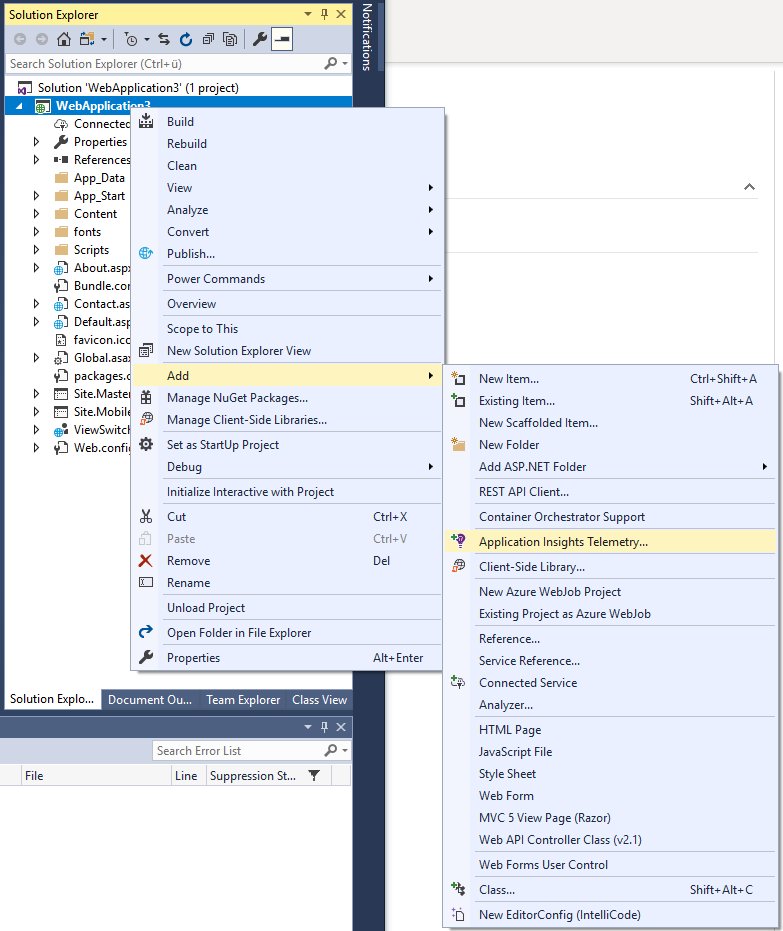 Solution Explorer
Notifications
Search Solution Explorer (Ctrl+ü)
Solution 'WebApplication3' (1 project)
WebApplication3
Connected
Properties
References
App_Data
App_Start
Content
fonts
Scripts
About.aspx
Bundle.con
Contact.as
Default.asp
favicon.ico
Global.asax
packages.c
Site.Master
Site.Mobile
ViewSwitch
Web.config
Build
Rebuild
Clean
View
Analyze
Convert
Publish...
Power Commands
Overview
Scope to This
New Solution Explorer View
Add
Manage NuGet Packages...
Manage Client-Side Libraries...
Set as StartUp Project
Debug
Initialize Interactive with Project
Cut Ctrl+X
Paste Ctrl+V
Remove Del
Rename
Unload Project
Open Folder in File Explorer
Properties Alt+Enter
New Item... Ctrl+Shift+A
Existing Item... Shift+Alt+A
New Scaffolded Item...
New Folder
Add ASP.NET Folder
REST API Client...
Container Orchestrator Support
Application Insights Telemetry...
Client-Side Library...
New Azure WebJob Project
Existing Project as Azure WebJob
Reference...
Service Reference...
Connected Service
Analyzer...
HTML Page
JavaScript File
Style Sheet
Web Form
MVC 5 View Page (Razor)
Web API Controller Class (v2.1)
Web Forms User Control
Class... Shift+Alt+C
New EditorConfig (IntelliCode)
Solution Explo... Document Ou... Team Explorer Class View
Search Error List
File Line Suppression St...